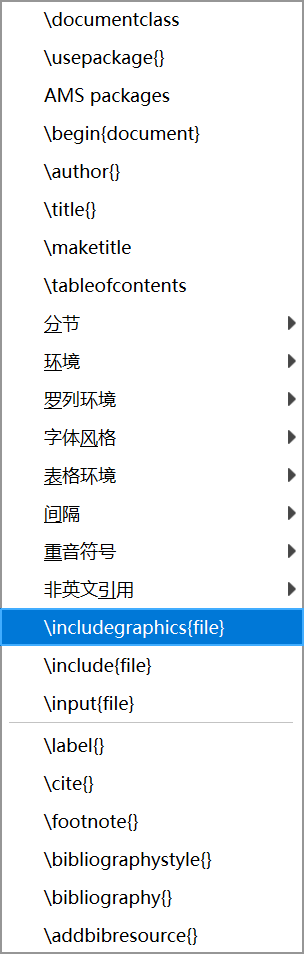 \documentclass
\usepackage{}
AMS packages
\begin{document}
\author{}
\title{}
\maketitle
\tableofcontents
分节
环境
罗列环境
字体风格
表格环境
间隔
重音符号
非英文引用
\includegraphics{file}
\include{file}
\input{file}
\label{}
\cite{}
\footnote{}
\bibliographystyle{}
\bibliography{}
\addbibresource{}